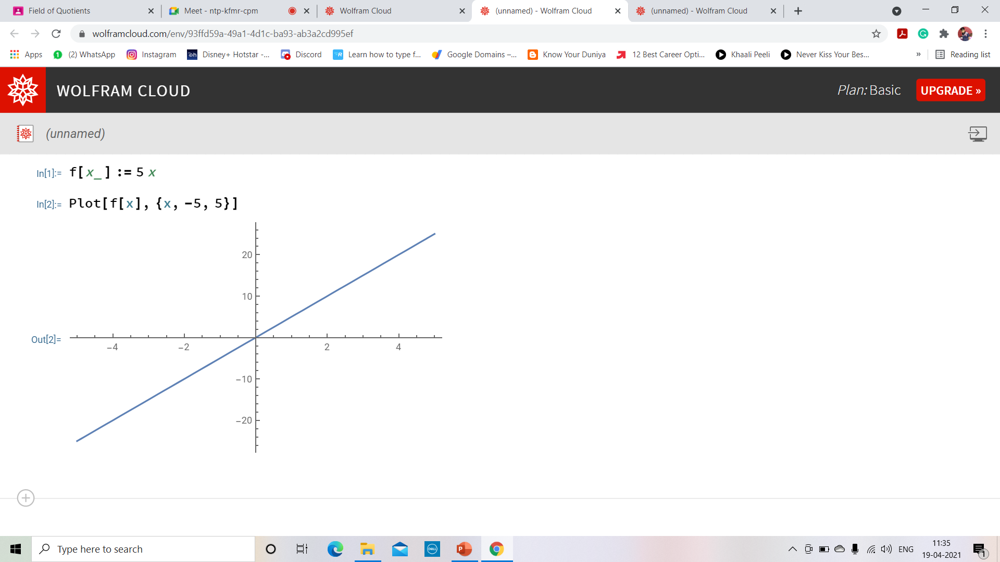 Field of Quotients
Meet - ntp-kfmr-cpm
Wolfram Cloud
(unnamed) - Wolfram Cloud
(unnamed) - Wolfram Cloud
wolframcloud.com/env/93ffd59a-49a1-4d1c-ba93-ab3a2cd995ef
Apps
(2) WhatsApp
Instagram
Disney+ Hotstar -...
Discord
Learn how to type f...
Google Domains –...
Know Your Duniya
12 Best Career Opti...
Khaali Peeli
Never Kiss Your Bes...
»
Reading list
WOLFRAM CLOUD
Plan: Basic
UPGRADE »
(unnamed)
In[1]:= f[x_] := 5 x
In[2]:= Plot[f[x], {x, -5, 5}]
20
10
Out[2]=
-4
-2
2
4
-10
-20
Type here to search
DELL
P
ENG
11:35
19-04-2021
1